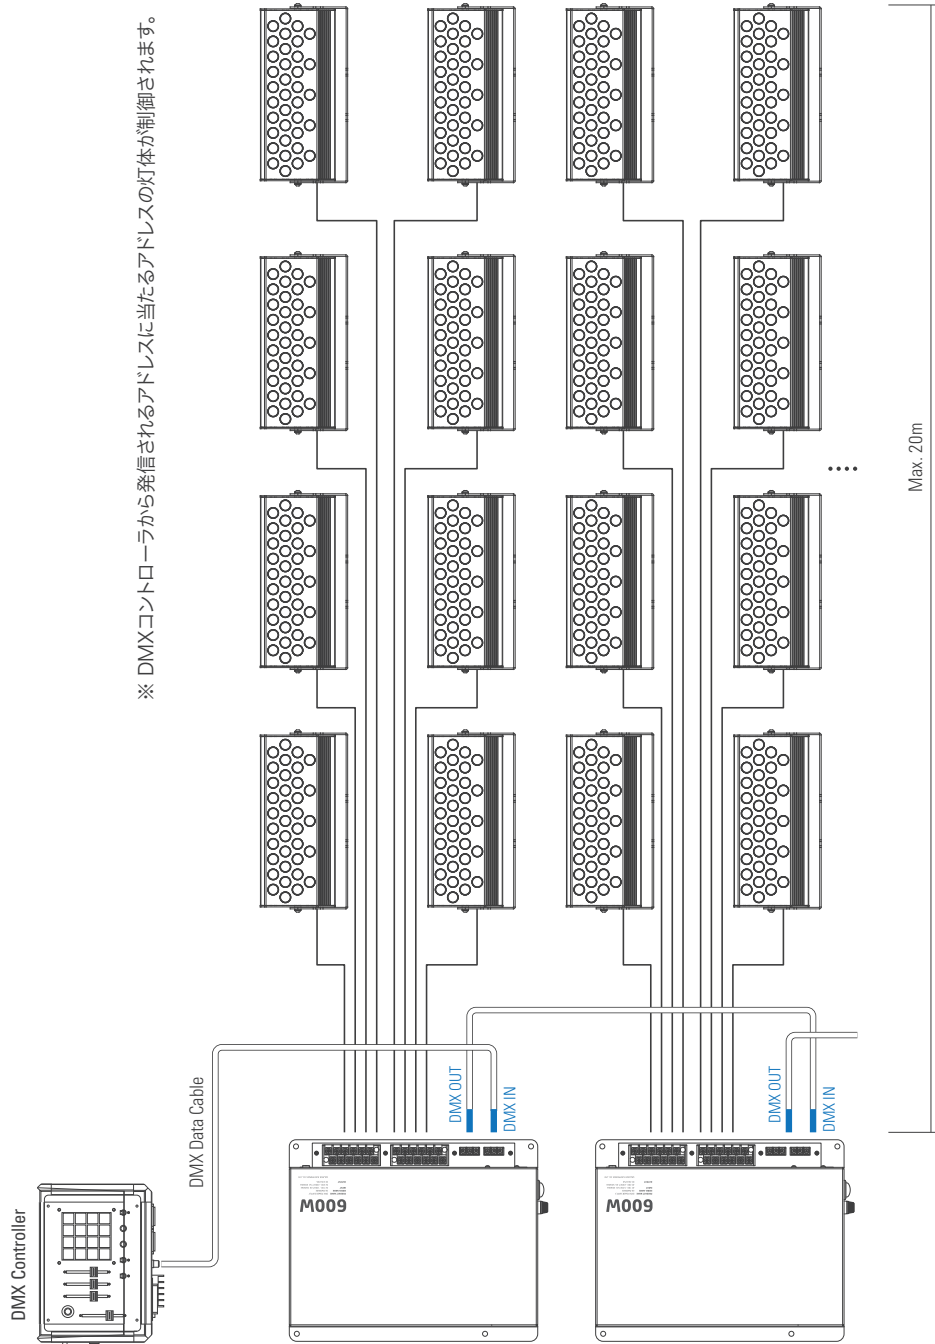 ※ DMXコントローラから発信されるアドレスに当たるアドレスの灯体が制御されます。
DMX Controller
DMX Data Cable
DMX OUT
DMX IN
600W
DMX OUT
DMX IN
600W
Max. 20m